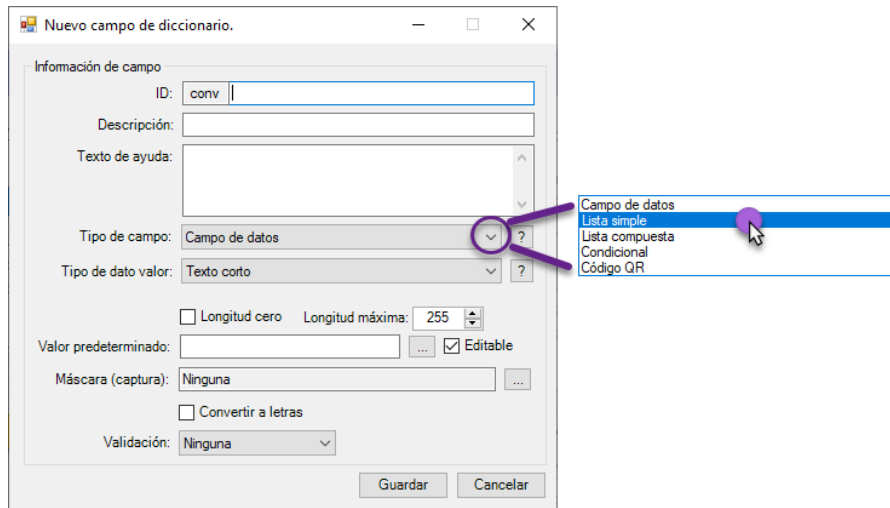 Nuevo campo de diccionario.
Información de campo
ID: conv
Descripción:
Texto de ayuda:
Tipo de campo: Campo de datos ?
Tipo de dato valor: Texto corto ?
Longitud cero Longitud máxima: 255
Valor predeterminado: ... Editable
Máscara (captura): Ninguna ...
Convertir a letras
Validación: Ninguna
Guardar Cancelar
Campo de datos
Lista simple
Lista compuesta
Condicional
Código QR